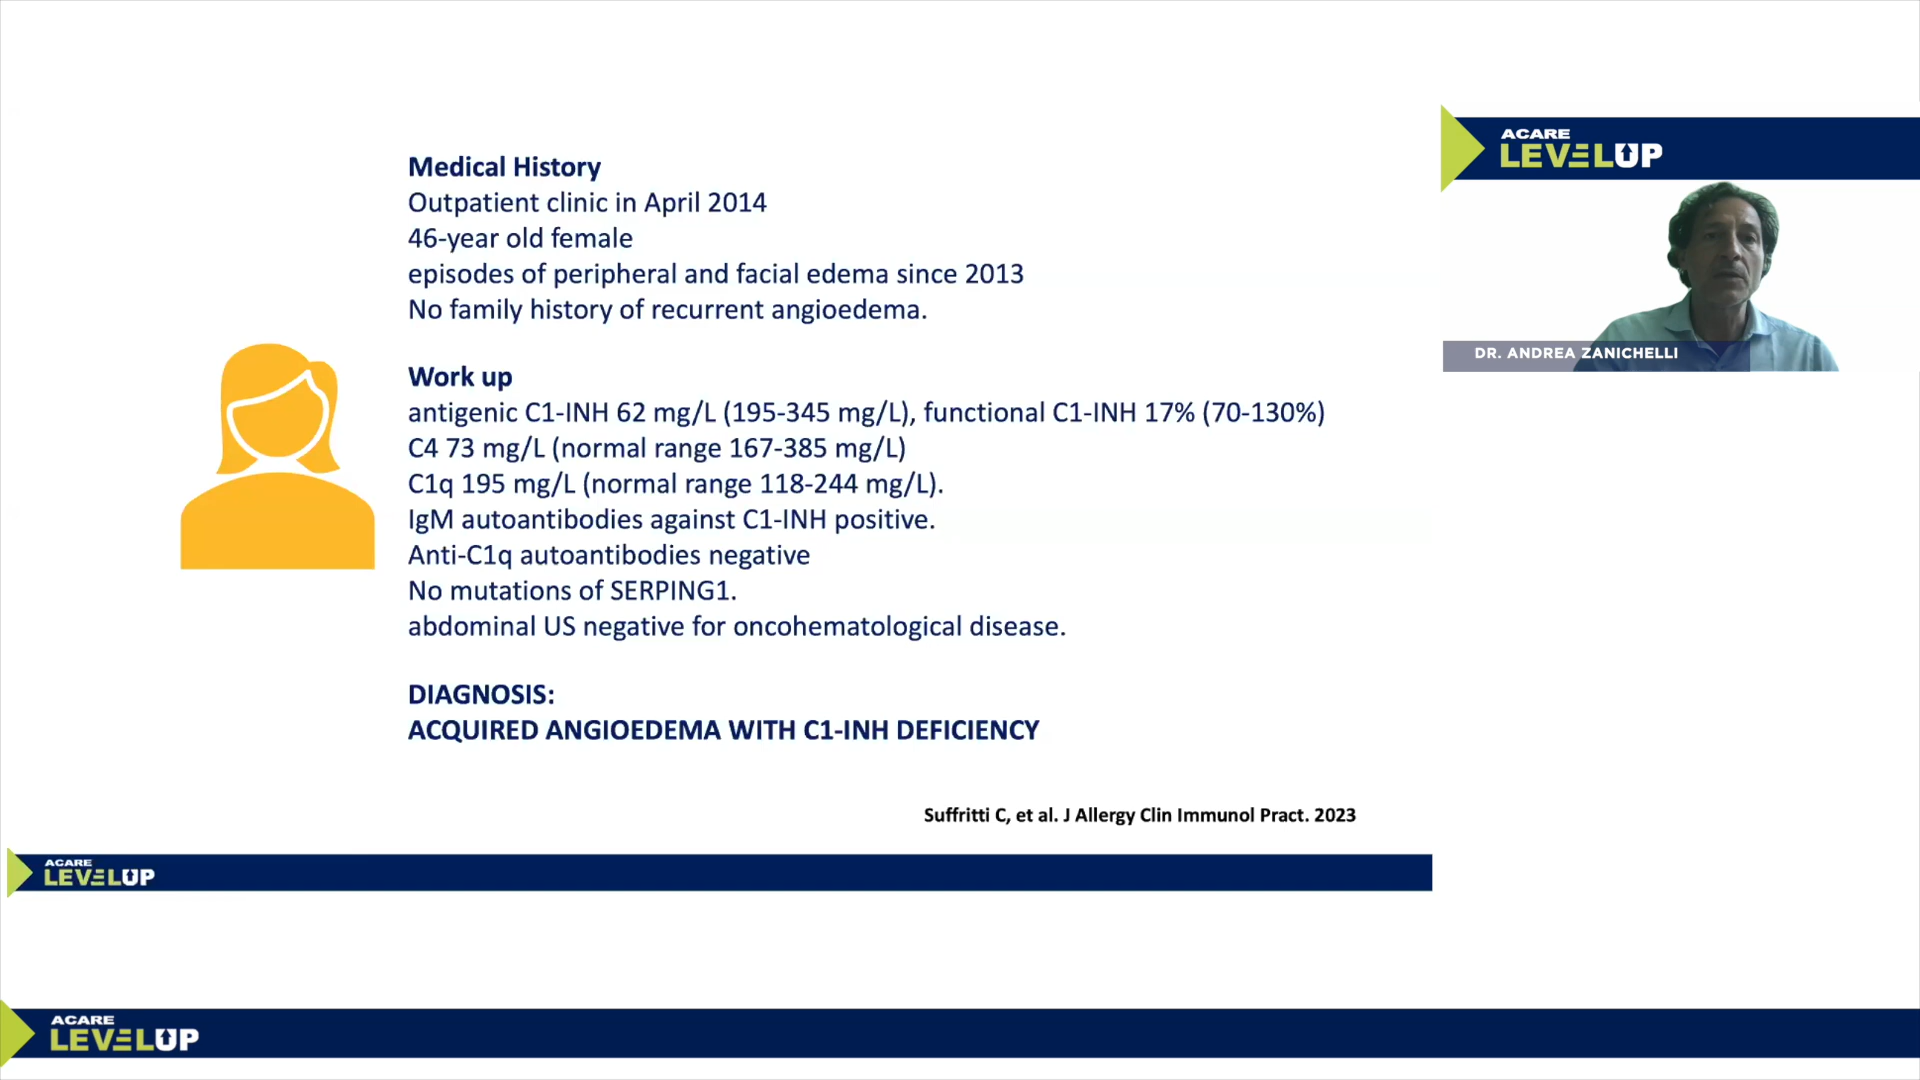 Medical History
Outpatient clinic in April 2014
46-year old female
episodes of peripheral and facial edema since 2013
No family history of recurrent angioedema.
Work up
antigenic C1-INH 62 mg/L (195-345 mg/L), functional C1-INH 17% (70-130%)
C4 73 mg/L (normal range 167-385 mg/L)
C1q 195 mg/L (normal range 118-244 mg/L).
IgM autoantibodies against C1-INH positive.
Anti-C1q autoantibodies negative
No mutations of SERPING1.
abdominal US negative for oncohematological disease.
DIAGNOSIS:
ACQUIRED ANGIOEDEMA WITH C1-INH DEFICIENCY
Suffritti C, et al. J Allergy Clin Immunol Pract. 2023
ACARE
LEVELUP
ACARE
LEVELUP
DR. ANDREA ZANICHELLI
ACARE
LEVELUP